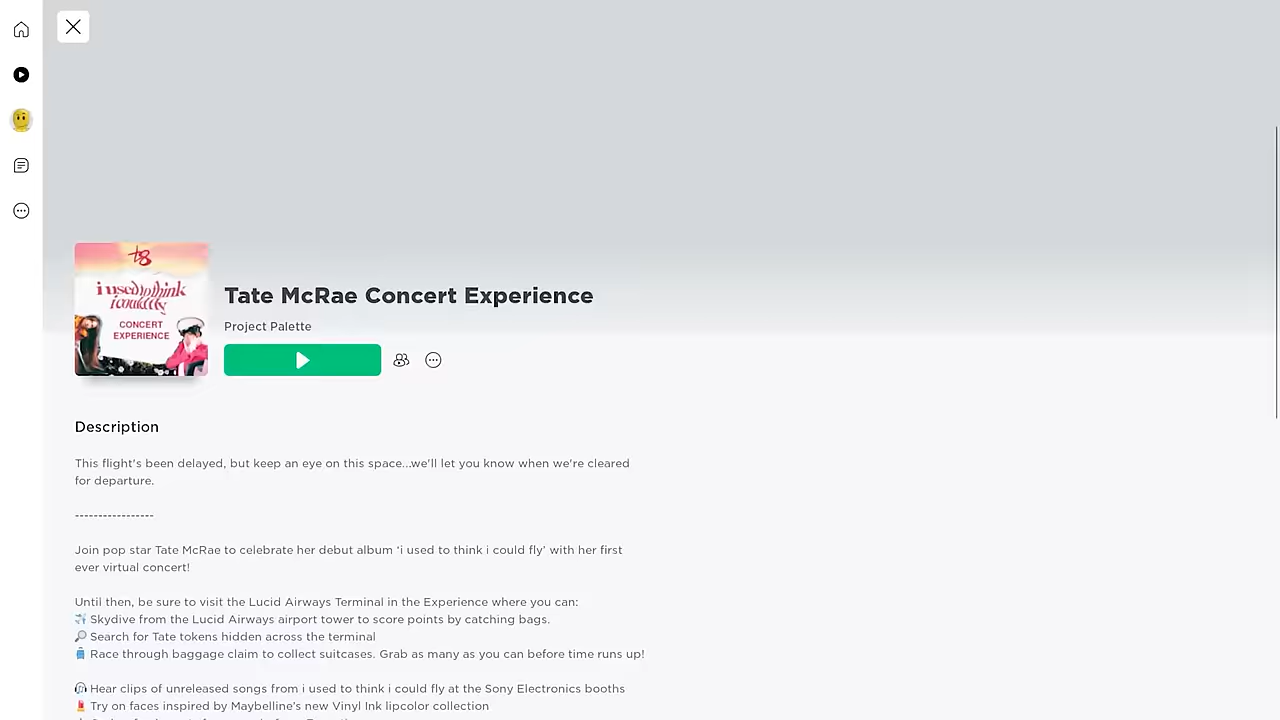 t8
i used to think
i could fly
CONCERT
EXPERIENCE
Tate McRae Concert Experience
Project Palette
Description
This flight's been delayed, but keep an eye on this space...we'll let you know when we're cleared
for departure.
-----------------
Join pop star Tate McRae to celebrate her debut album ‘i used to think i could fly’ with her first
ever virtual concert!
Until then, be sure to visit the Lucid Airways Terminal in the Experience where you can:
✈️ Skydive from the Lucid Airways airport tower to score points by catching bags.
🔎 Search for Tate tokens hidden across the terminal
🧳 Race through baggage claim to collect suitcases. Grab as many as you can before time runs up!
🎧 Hear clips of unreleased songs from i used to think i could fly at the Sony Electronics booths
💄 Try on faces inspired by Maybelline's new Vinyl Ink lipcolor collection